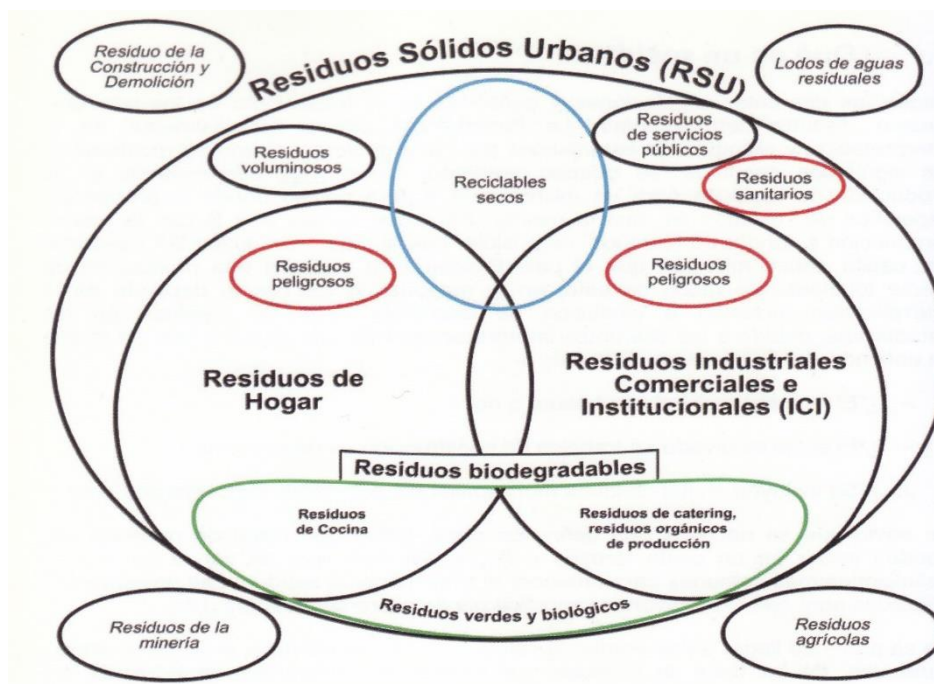 Residuo de la
Construcción y
Demolición
Residuos Sólidos Urbanos (RSU)
Lodos de aguas
residuales
Residuos
voluminosos
Reciclables
secos
Residuos
de servicios
públicos
Residuos
sanitarios
Residuos
peligrosos
Residuos
peligrosos
Residuos de
Hogar
Residuos Industriales
Comerciales e
Institucionales (ICI)
Residuos biodegradables
Residuos
de Cocina
Residuos de catering,
residuos orgánicos
de producción
Residuos verdes y biológicos
Residuos de la
minería
Residuos
agrícolas